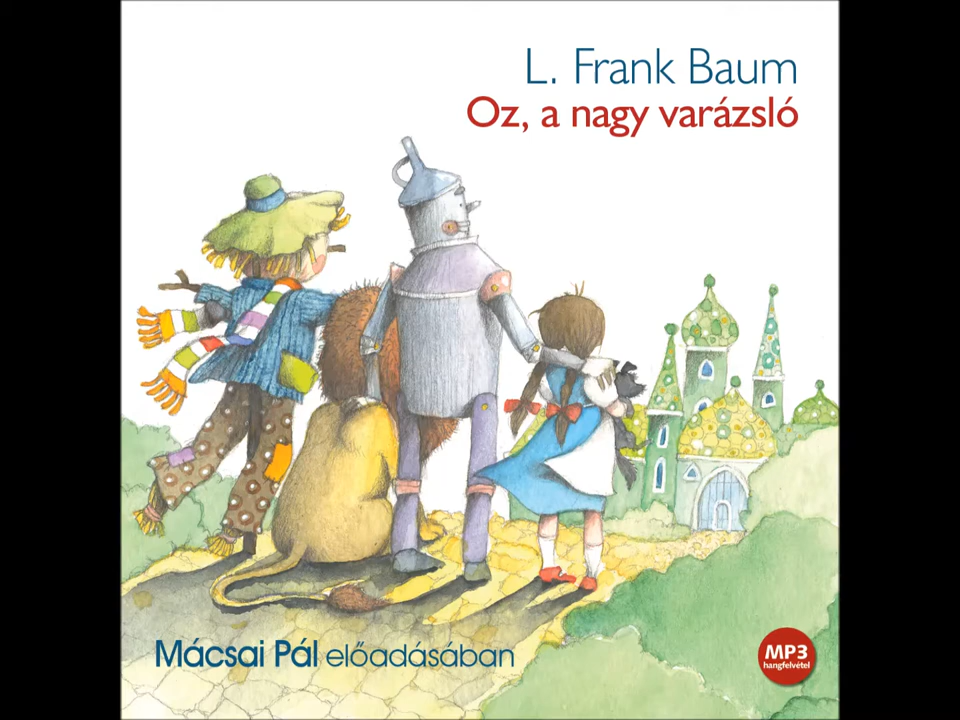 L. Frank Baum
Oz, a nagy varázsló
Mácsai Pál előadásában
MP3
hangfelvétel